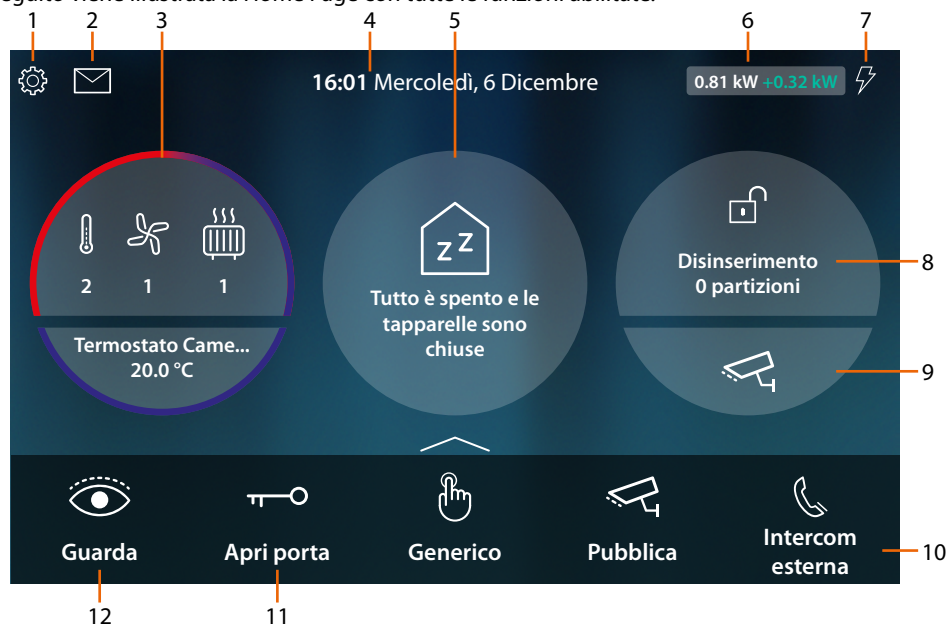 eguito viene illustrata la Home Page con tutte le funzioni abilitate.
1 2 3 4 5 6 7
16:01 Mercoledì, 6 Dicembre
0.81 kW +0.32 kW
2 1 1
Termostato Came...
20.0 °C
z Z
Tutto è spento e le
tapparelle sono
chiuse
Disinserimento
0 partizioni
8
9
Guarda
Apri porta
Generico
Pubblica
Intercom
esterna
10
12 11